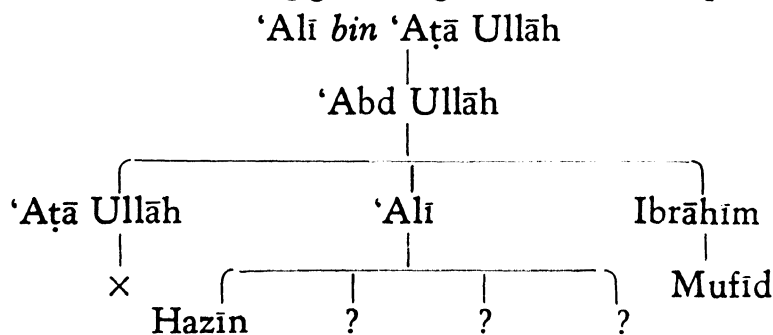 ‘Alī bin ‘Aṭā Ullāh
‘Abd Ullāh
‘Aṭā Ullāh ‘Alī Ibrāhīm
× Mufīd
Hazīn ? ? ?